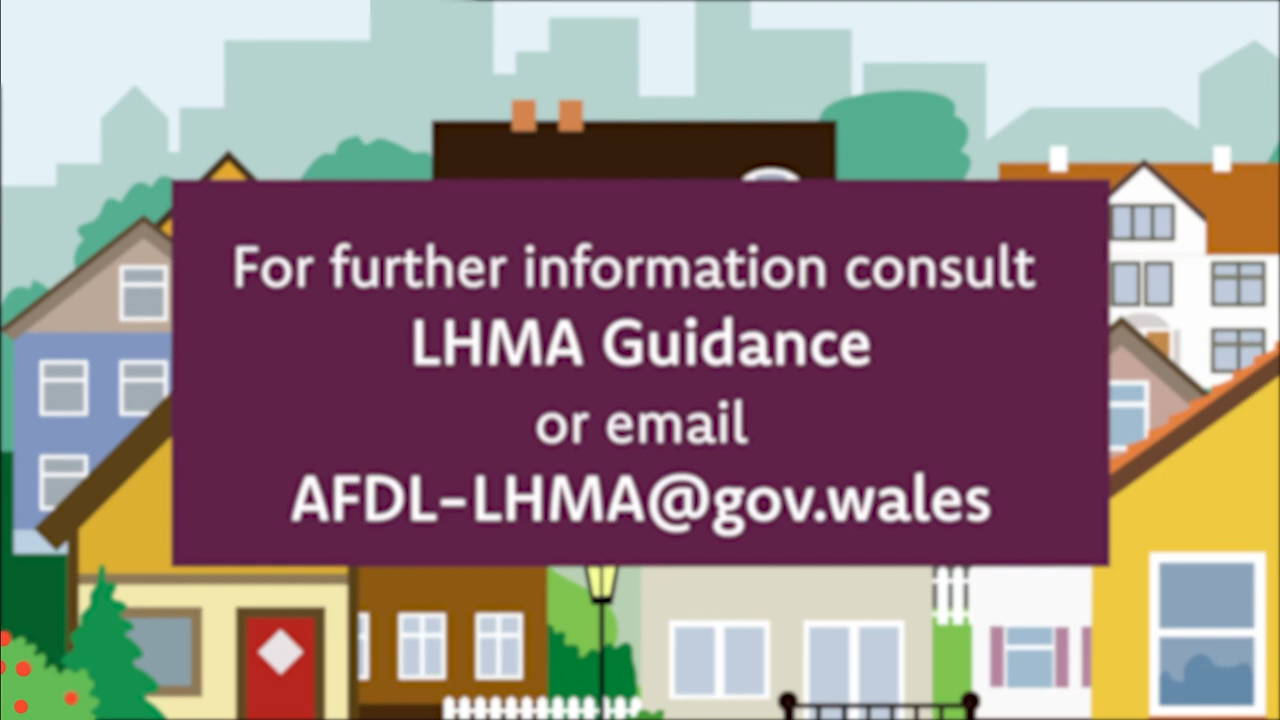 For further information consult
LHMA Guidance
or email
AFDL-LHMA@gov.wales